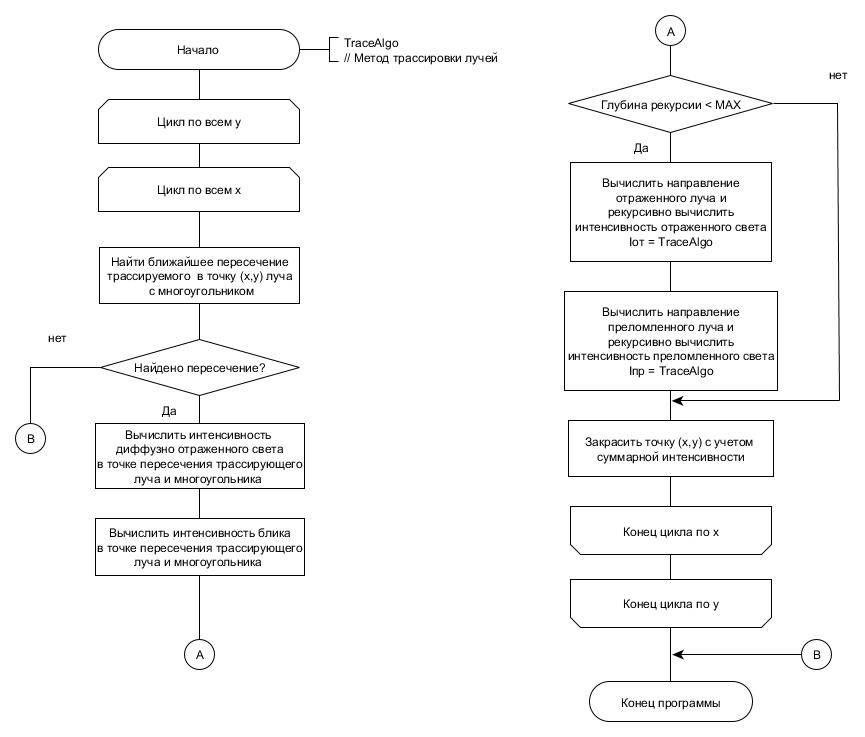 Начало
TraceAlgo
// Метод трассировки лучей
Цикл по всем y
Цикл по всем x
Найти ближайшее пересечение
трассируемого в точку (x,y) луча
с многоугольником
нет
Найдено пересечение?
B
Да
Вычислить интенсивность
диффузно отраженного света
в точке пересечения трассирующего
луча и многоугольника
Вычислить интенсивность блика
в точке пересечения трассирующего
луча и многоугольника
A
A
нет
Глубина рекурсии < MAX
Да
Вычислить направление
отраженного луча и
рекурсивно вычислить
интенсивность отраженного света
Iот = TraceAlgo
Вычислить направление
преломленного луча и
рекурсивно вычислить
интенсивность преломленного света
Iпр = TraceAlgo
Закрасить точку (x,y) с учетом
суммарной интенсивности
Конец цикла по x
Конец цикла по y
B
Конец программы